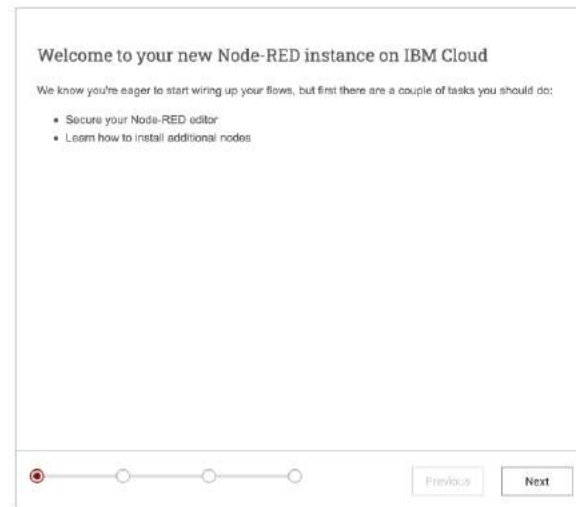 Welcome to your new Node-RED instance on IBM Cloud
We know you're eager to start wiring up your flows, but first there are a couple of tasks you should do:
Secure your Node-RED editor
Learn how to install additional nodes
Previous
Next